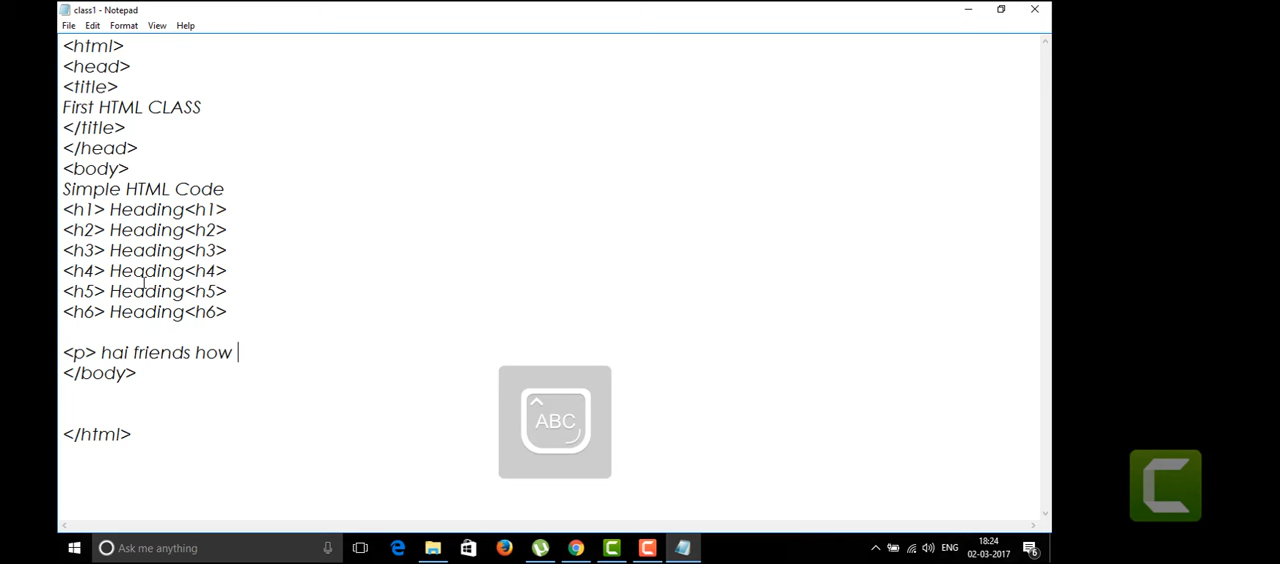 class1 - Notepad
File Edit Format View Help
<html>
<head>
<title>
First HTML CLASS
</title>
</head>
<body>
Simple HTML Code
<h1> Heading<h1>
<h2> Heading<h2>
<h3> Heading<h3>
<h4> Heading<h4>
<h5> Heading<h5>
<h6> Heading<h6>
<p> hai friends how
</body>
ABC
</html>
Ask me anything
ENG
18:24
02-03-2017
6